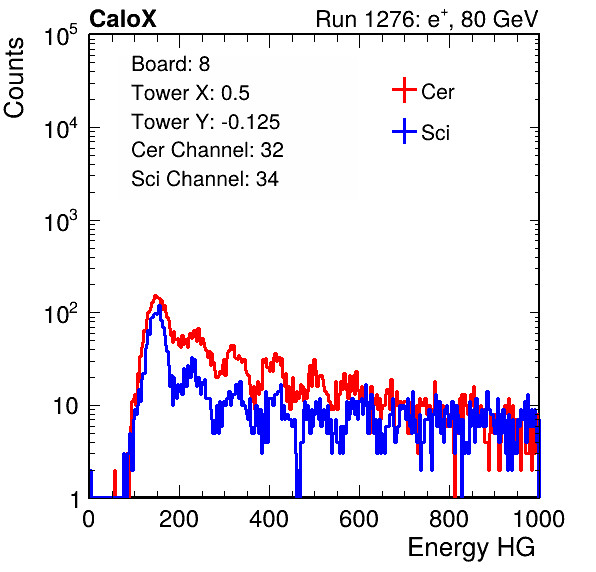 CaloX Run 1276: e⁺, 80 GeV
Counts
Board: 8
Tower X: 0.5
Tower Y: -0.125
Cer Channel: 32
Sci Channel: 34
Cer
Sci
10⁵
10⁴
10³
10²
10
1
0 200 400 600 800 1000
Energy HG